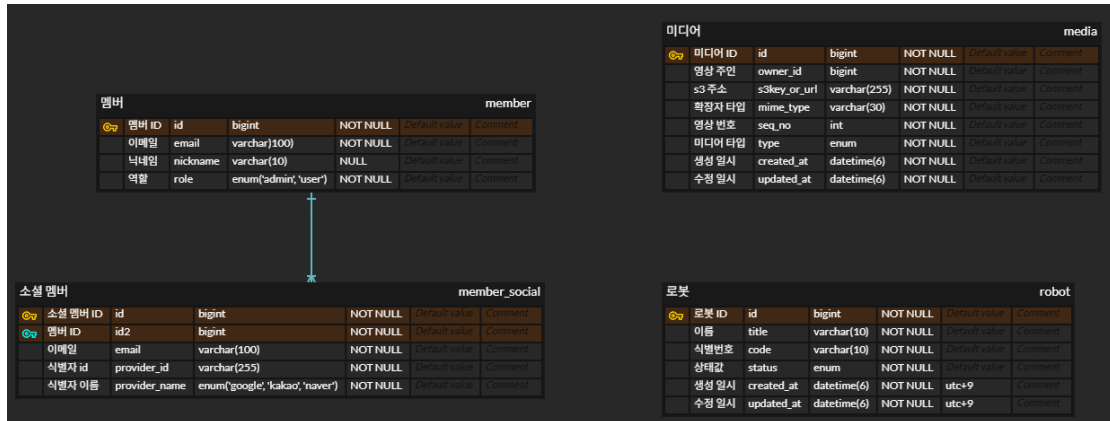 멤버 member
멤버 ID id bigint NOT NULL Default value Comment
이메일 email varchar)100) NOT NULL Default value Comment
닉네임 nickname varchar(10) NULL Default value Comment
역할 role enum('admin', 'user') NOT NULL Default value Comment
소셜 멤버 member_social
소셜 멤버 ID id bigint NOT NULL Default value Comment
멤버 ID id2 bigint NOT NULL Default value Comment
이메일 email varchar(100) NOT NULL Default value Comment
식별자 id provider_id varchar(255) NOT NULL Default value Comment
식별자 이름 provider_name enum('google', 'kakao', 'naver') NOT NULL Default value Comment
미디어 media
미디어 ID id bigint NOT NULL Default value Comment
영상 주인 owner_id bigint NOT NULL Default value Comment
s3 주소 s3key_or_url varchar(255) NOT NULL Default value Comment
확장자 타입 mime_type varchar(30) NOT NULL Default value Comment
영상 번호 seq_no int NOT NULL Default value Comment
미디어 타입 type enum NOT NULL Default value Comment
생성 일시 created_at datetime(6) NOT NULL Default value Comment
수정 일시 updated_at datetime(6) NOT NULL Default value Comment
로봇 robot
로봇 ID id bigint NOT NULL Default value Comment
이름 title varchar(10) NOT NULL Default value Comment
식별번호 code varchar(10) NOT NULL Default value Comment
상태값 status enum NOT NULL Default value Comment
생성 일시 created_at datetime(6) NOT NULL utc+9 Comment
수정 일시 updated_at datetime(6) NOT NULL utc+9 Comment